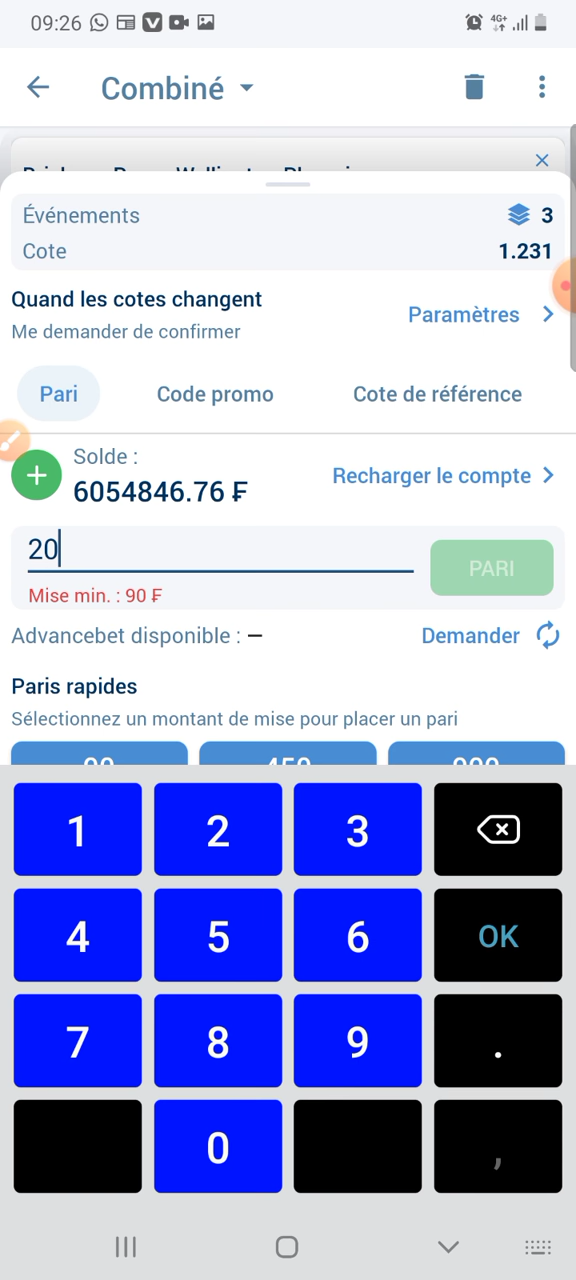 09:26
4G+
Combiné
Événements 3
Cote 1.231
Quand les cotes changent
Me demander de confirmer
Paramètres
Pari Code promo Cote de référence
Solde :
6054846.76 ₣
Recharger le compte
20
PARI
Mise min. : 90 ₣
Advancebet disponible : —
Demander
Paris rapides
Sélectionnez un montant de mise pour placer un pari
1 2 3
4 5 6 OK
7 8 9 .
0 ,